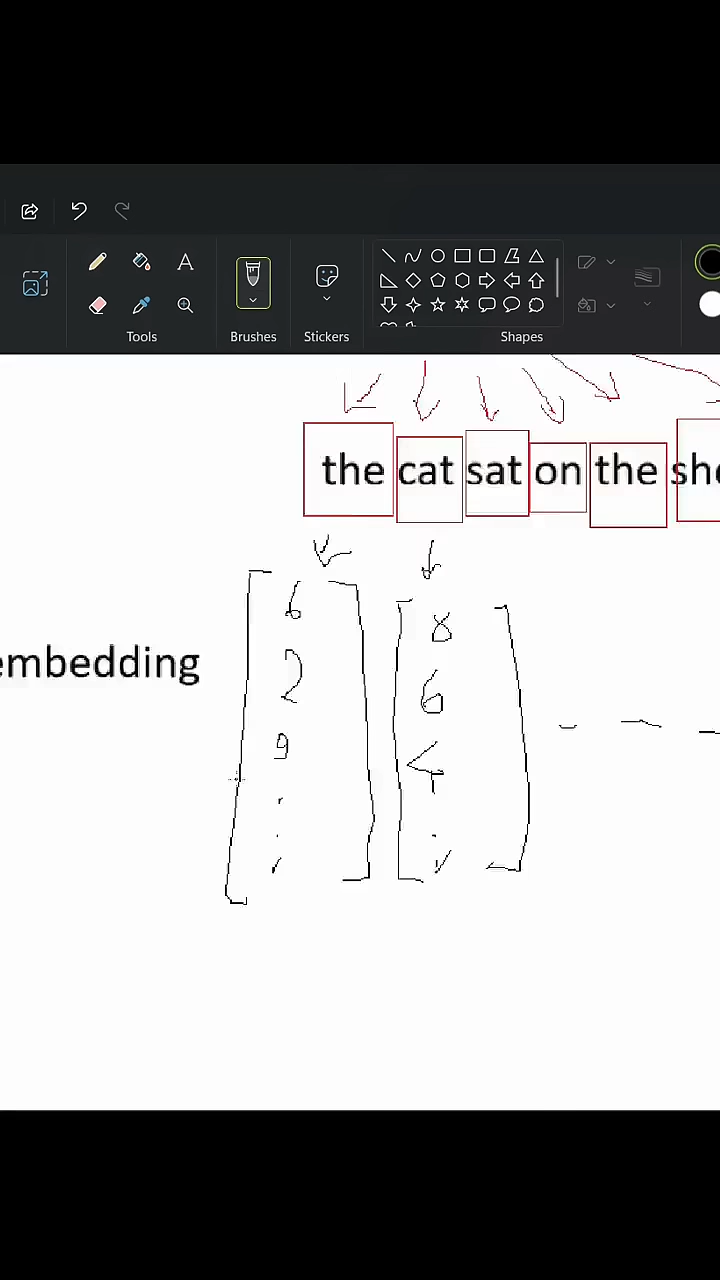 Tools Brushes Stickers Shapes
the cat sat on the
6 8
2 6
embedding
9 4